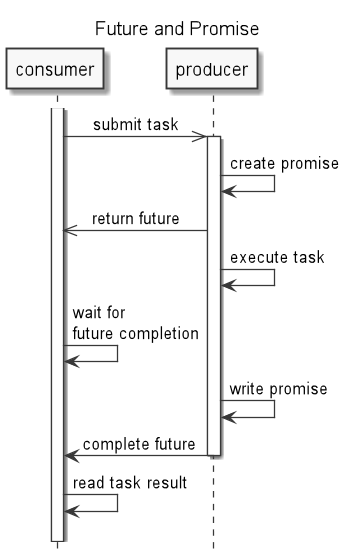 Future and Promise
consumer
producer
submit task
create promise
return future
execute task
wait for
future completion
write promise
complete future
read task result